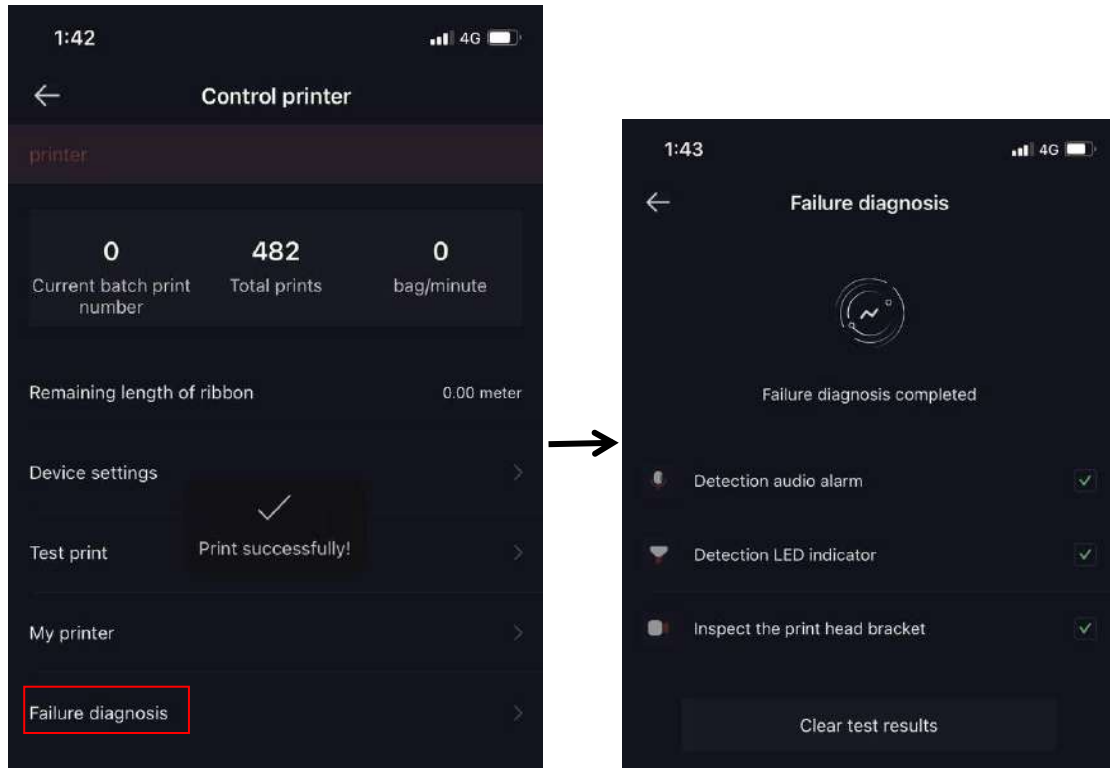 1:42
4G
Control printer
printer
0
482
0
Current batch print
number
Total prints
bag/minute
Remaining length of ribbon
0.00 meter
Device settings
Print successfully!
Test print
My printer
Failure diagnosis
1:43
4G
Failure diagnosis
Failure diagnosis completed
Detection audio alarm
Detection LED indicator
Inspect the print head bracket
Clear test results